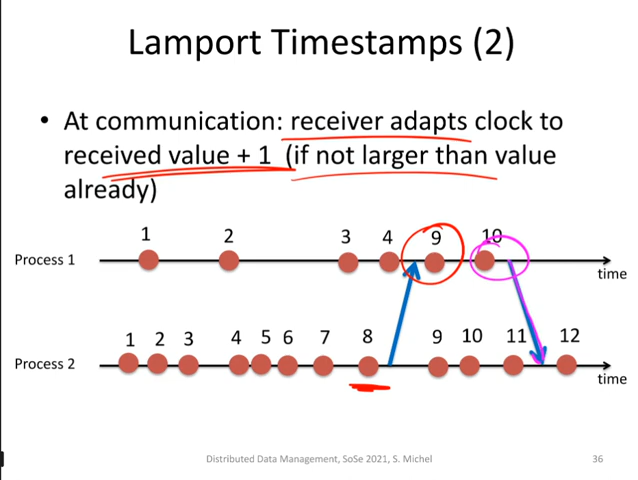 Lamport Timestamps (2)
• At communication: receiver adapts clock to
received value + 1 (if not larger than value
already)
1 2 3 4 9 10
Process 1
time
1 2 3 4 5 6 7 8 9 10 11 12
Process 2
time
Distributed Data Management, SoSe 2021, S. Michel 36